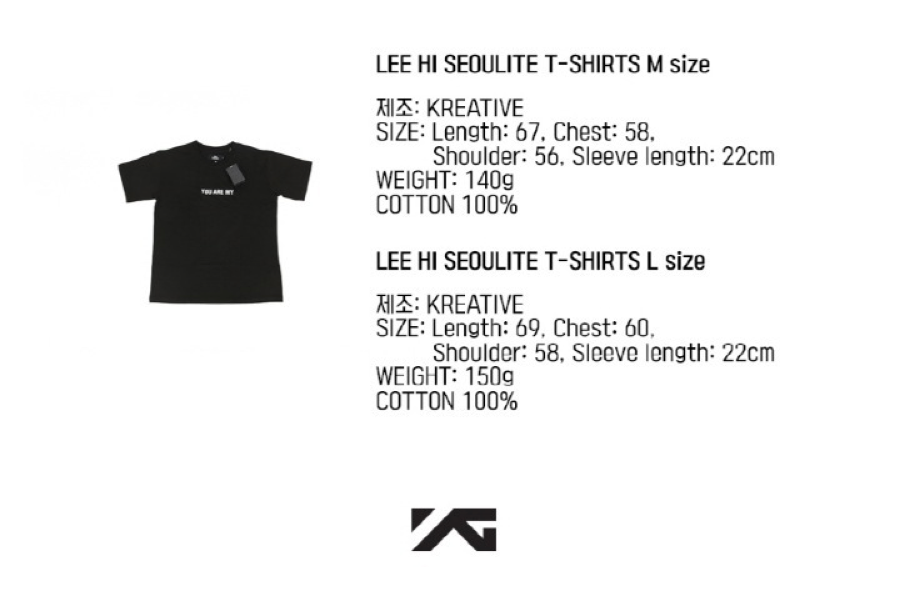 LEE HI SEOULITE T-SHIRTS M size
제조: KREATIVE
SIZE: Length: 67, Chest: 58,
Shoulder: 56, Sleeve length: 22cm
WEIGHT: 140g
COTTON 100%
YOU ARE MY
LEE HI SEOULITE T-SHIRTS L size
제조: KREATIVE
SIZE: Length: 69, Chest: 60,
Shoulder: 58, Sleeve length: 22cm
WEIGHT: 150g
COTTON 100%
YG